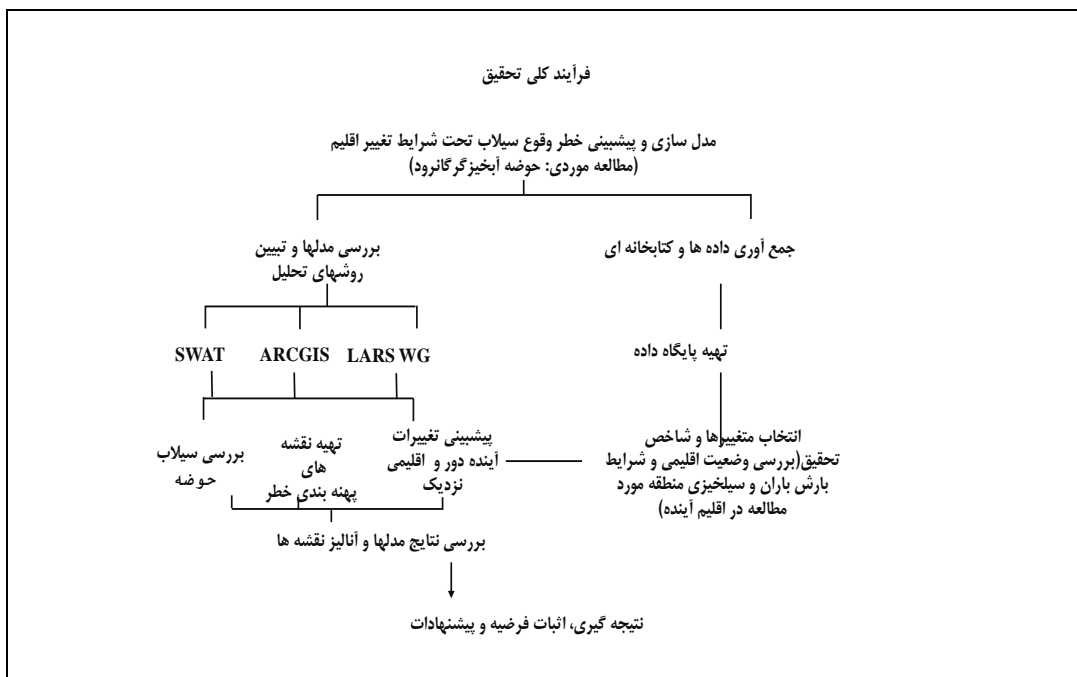 فرآیند کلی تحقیق
مدل سازی و پیشبینی خطر وقوع سیلاب تحت شرایط تغییر اقلیم
(مطالعه موردی: حوضه آبخیزگرگانرود)
جمع آوری داده ها و کتابخانه ای
بررسی مدلها و تبیین
روشهای تحلیل
تهیه پایگاه داده
LARS WG
ARCGIS
SWAT
انتخاب متغییرها و شاخص
تحقیق(بررسی وضعیت اقلیمی و شرایط
بارش باران و سیلخیزی منطقه مورد
مطالعه در اقلیم آینده)
پیشبینی تغییرات
آینده دور و اقلیمی
نزدیک
تهیه نقشه
های
پهنه بندی خطر
بررسی سیلاب
حوضه
بررسی نتایج مدلها و آنالیز نقشه ها
نتیجه گیری، اثبات فرضیه و پیشنهادات